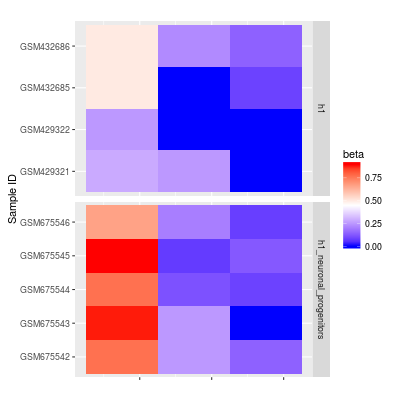 GSM432686
GSM432685
GSM429322
GSM429321
h1
GSM675546
GSM675545
GSM675544
GSM675543
GSM675542
h1_neuronal_progenitors
Sample ID
beta
0.75
0.50
0.25
0.00